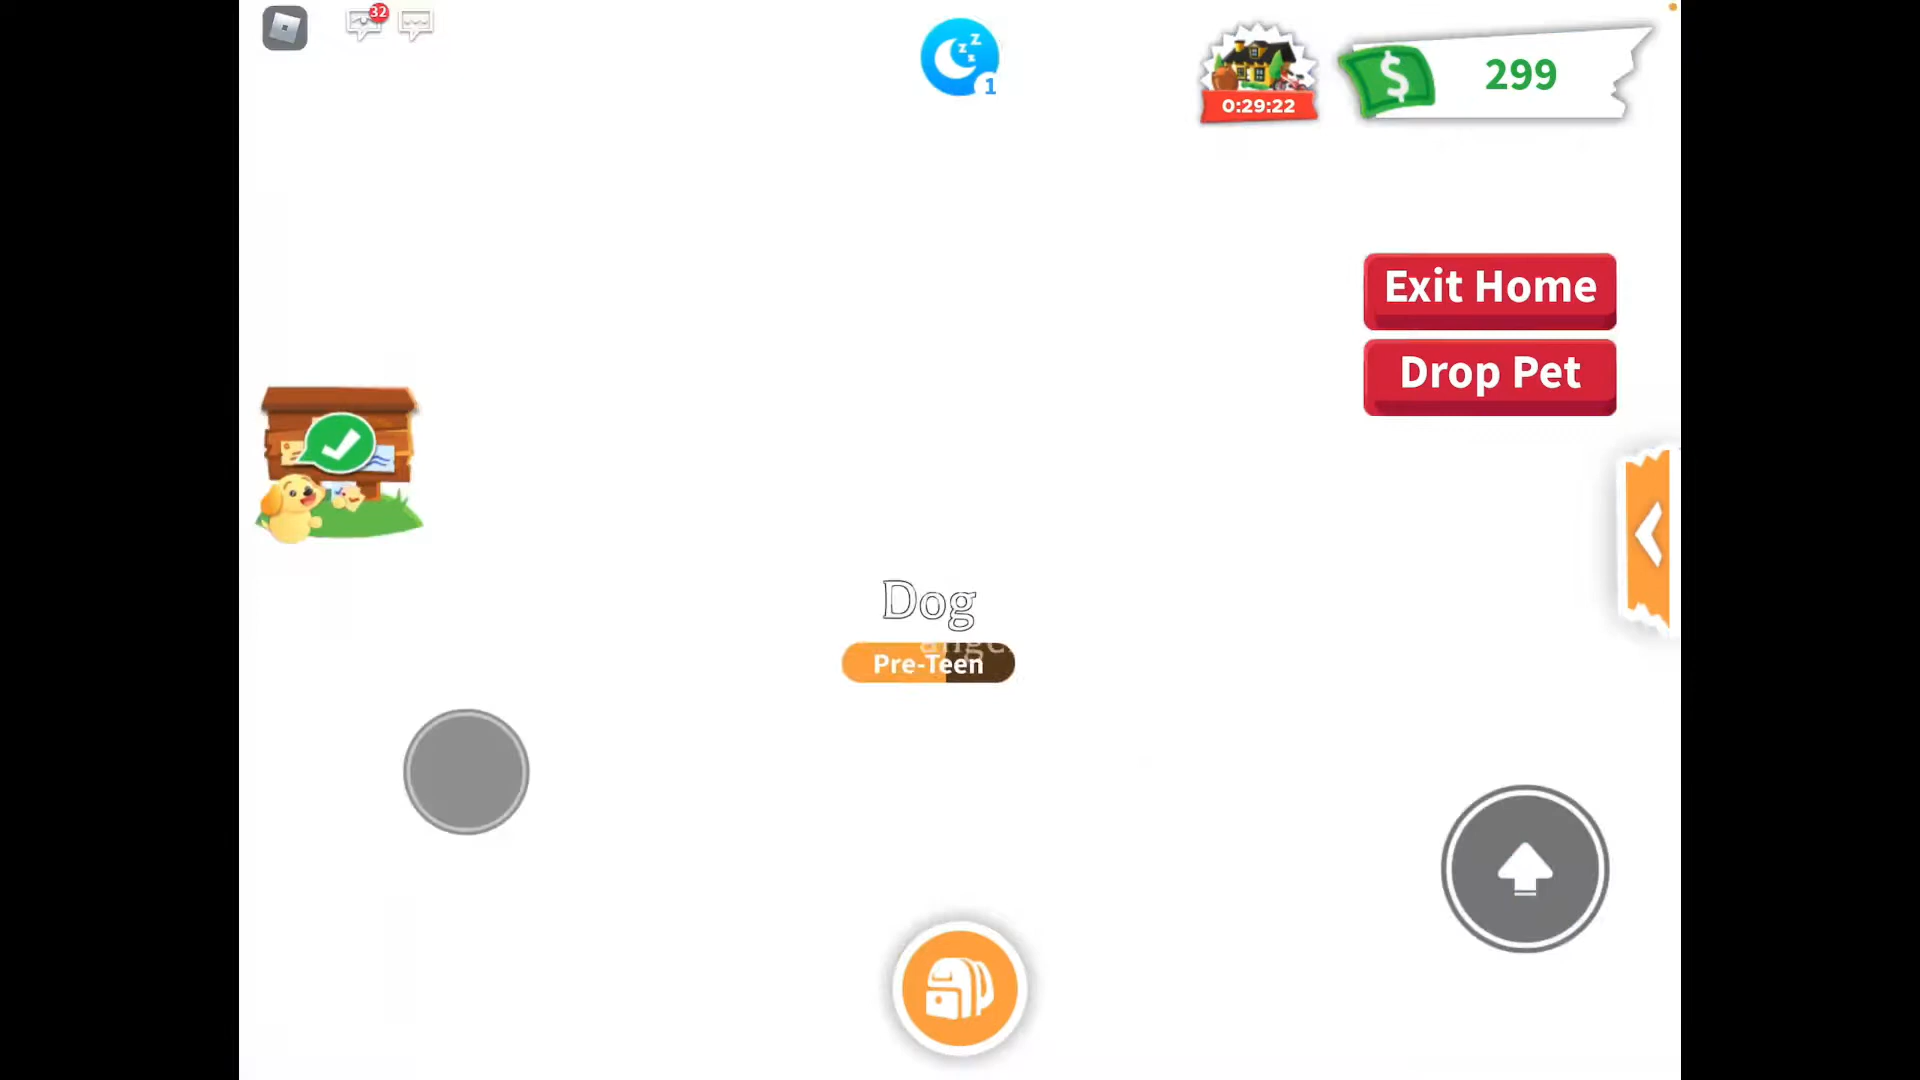 32
z
z
z
1
0:29:22
$
299
Exit Home
Drop Pet
Dog
Pre-Teen